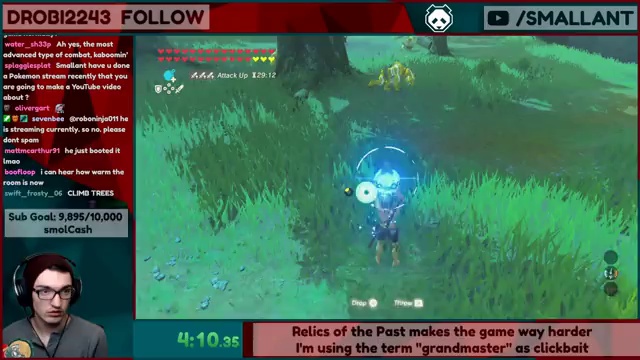 DROBI2243 FOLLOW
/SMALLANT
water_sh33p Ah yes, the most
advanced type of combat, kaboomin'
splagglesplat Smallant have u done
a Pokemon stream recently that you
are going to make a YouTube video
about ?
olivergart
sevenbee @roboninja011 he
is streaming currently. so no. please
dont spam
mattmcarthur91 he just booted it
lmao
boofloop i can hear how warm the
room is now
swift_frosty_06 CLIMB TREES
Attack Up 29:12
Sub Goal: 9,895/10,000
smolCash
Drop Throw
4:10.35
Relics of the Past makes the game way harder
I'm using the term "grandmaster" as clickbait